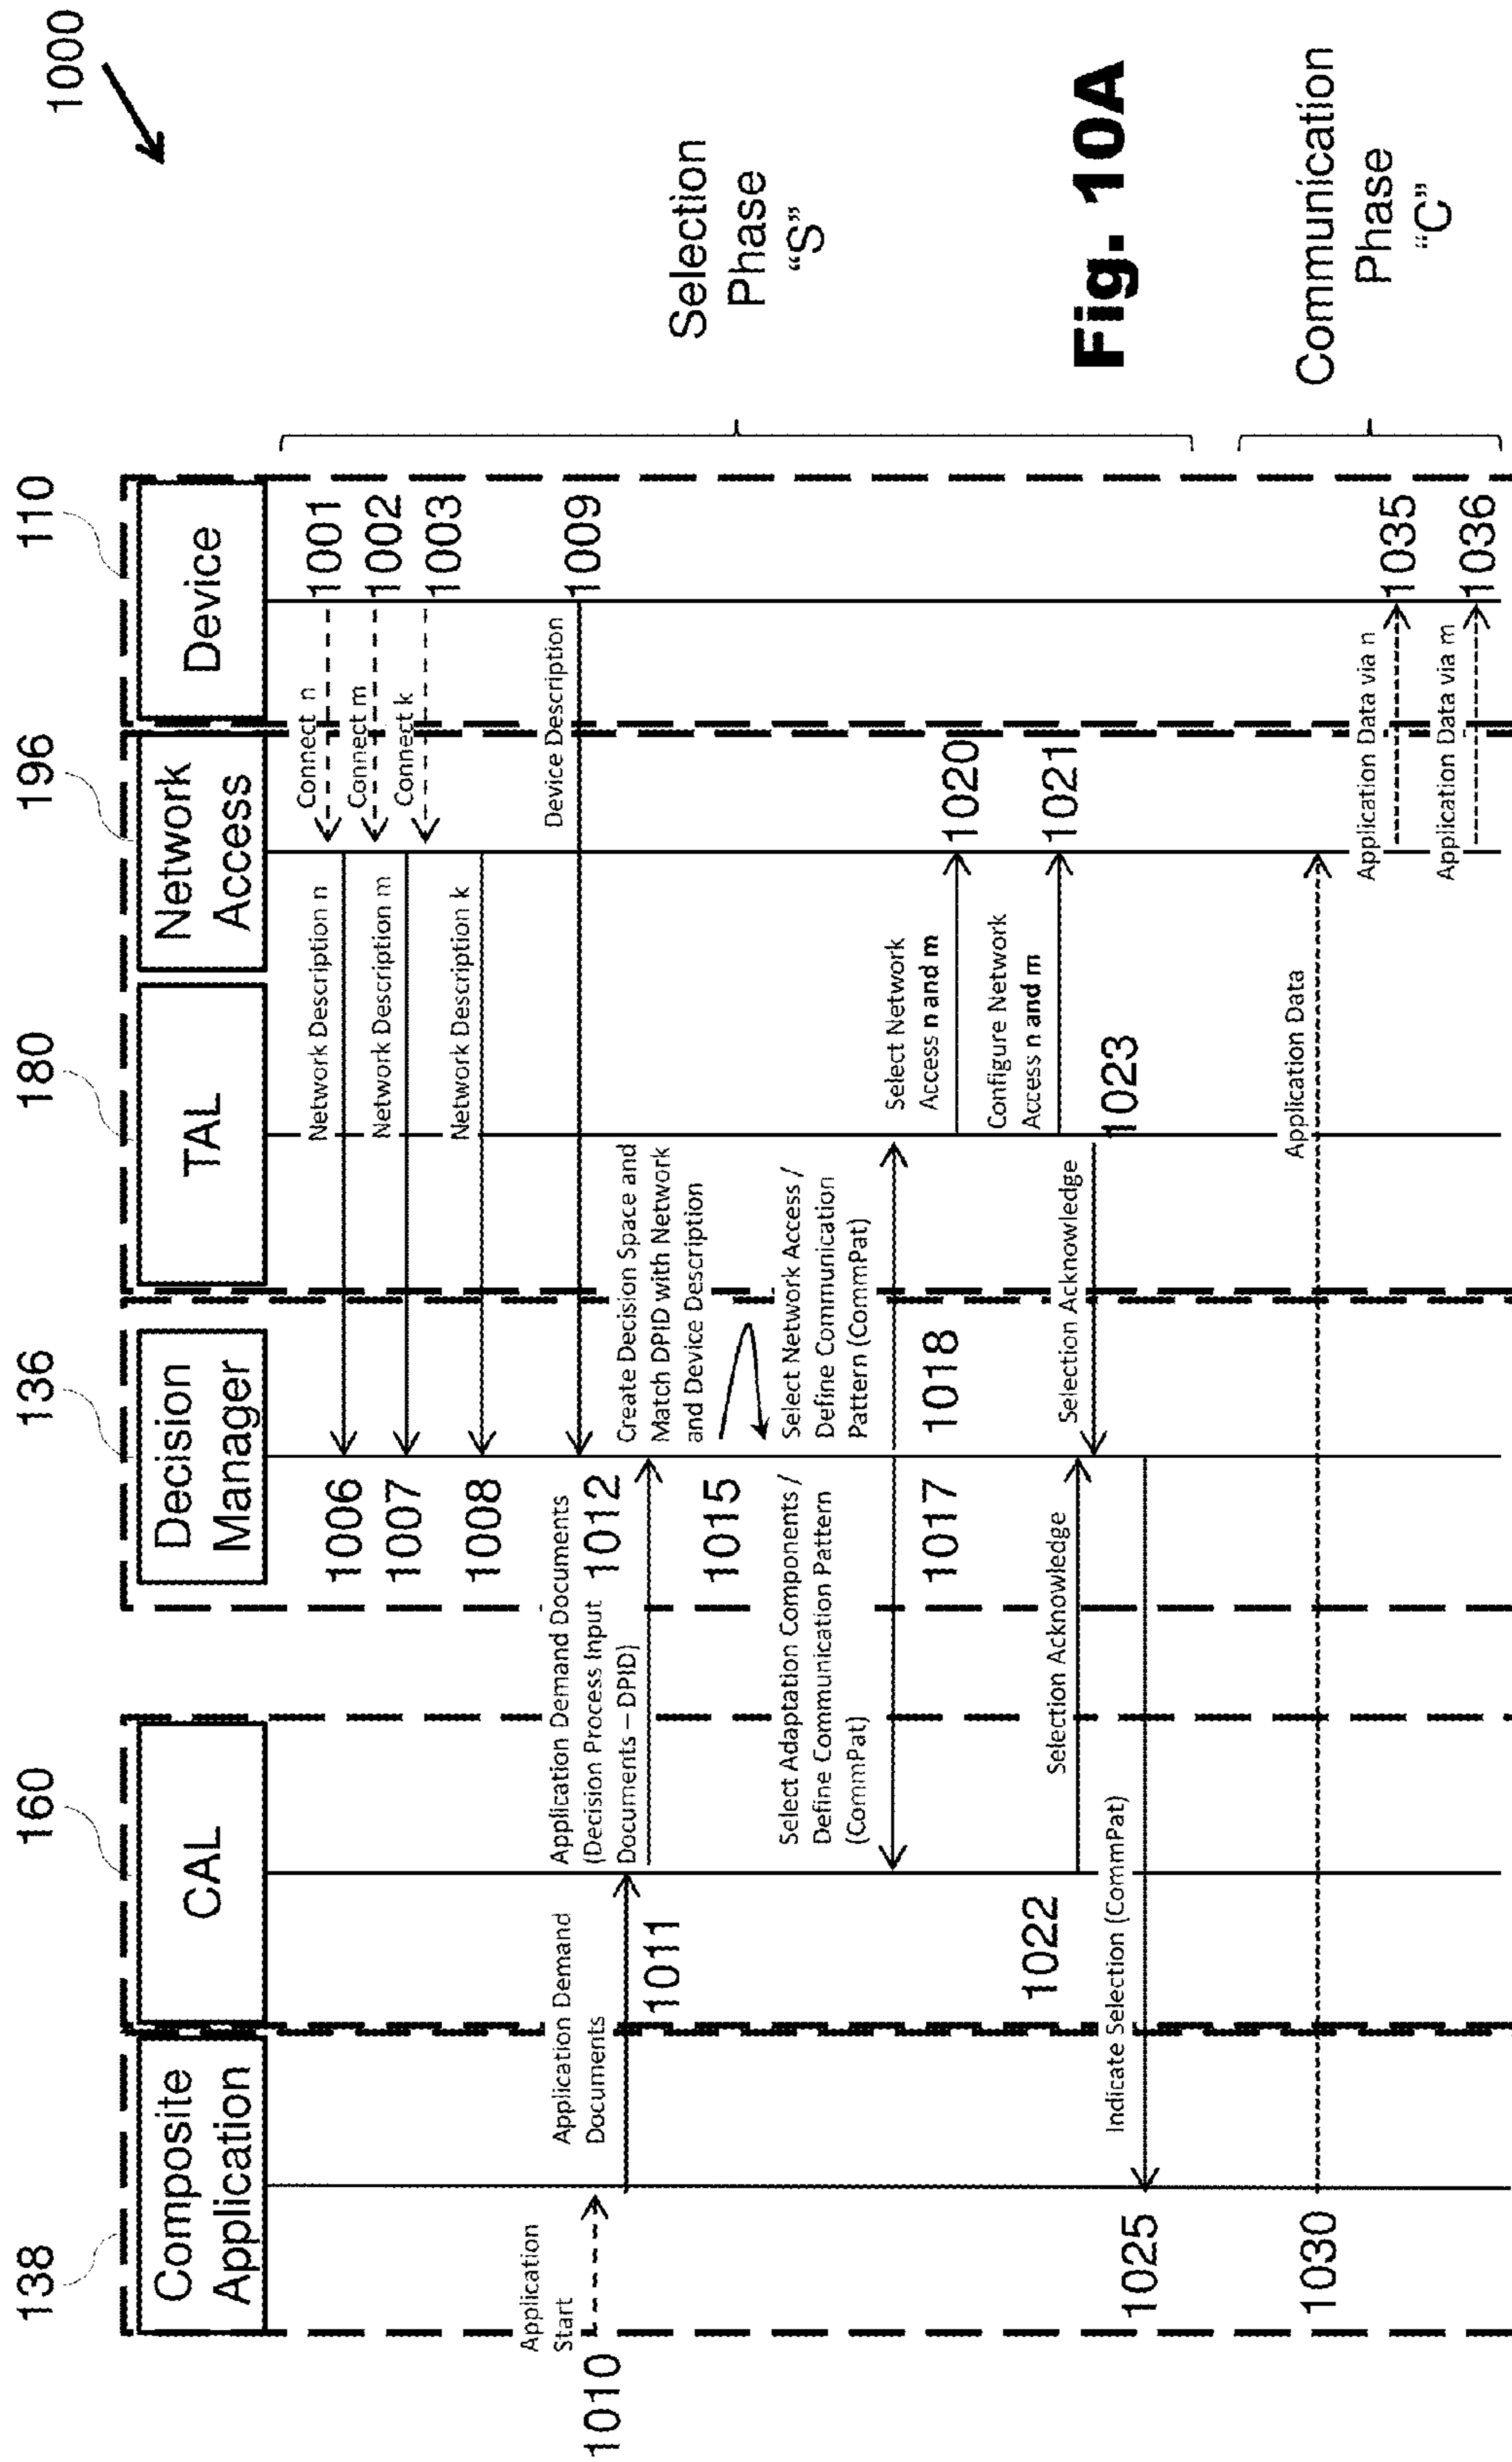 1000
138
160
136
180
196
110
Composite
Application
CAL
Decision
Manager
TAL
Network
Access
Device
Connect n
1001
Network Description n
1006
Connect m
1002
Network Description m
1007
Connect k
1003
Network Description k
1008
Device Description
1009
Application
Start
1010
Application Demand
Documents
1011
Application Demand Documents
(Decision Process Input
Documents – DPID)
1012
Create Decision Space and
Match DPID with Network
and Device Description
1015
Select Adaptation Components /
Define Communication Pattern
(CommPat)
1017
Select Network Access /
Define Communication
Pattern (CommPat)
1018
Select Network
Access n and m
1020
Configure Network
Access n and m
1021
Selection Acknowledge
1022
Selection Acknowledge
1023
Indicate Selection (CommPat)
1025
Application Data
1030
Application Data via n
1035
Application Data via m
1036
Selection
Phase
“S”
Fig. 10A
Communication
Phase
“C”